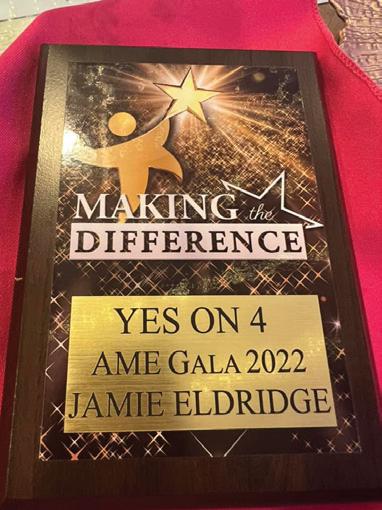 MAKING the
DIFFERENCE
YES ON 4
AME GALA 2022
JAMIE ELDRIDGE